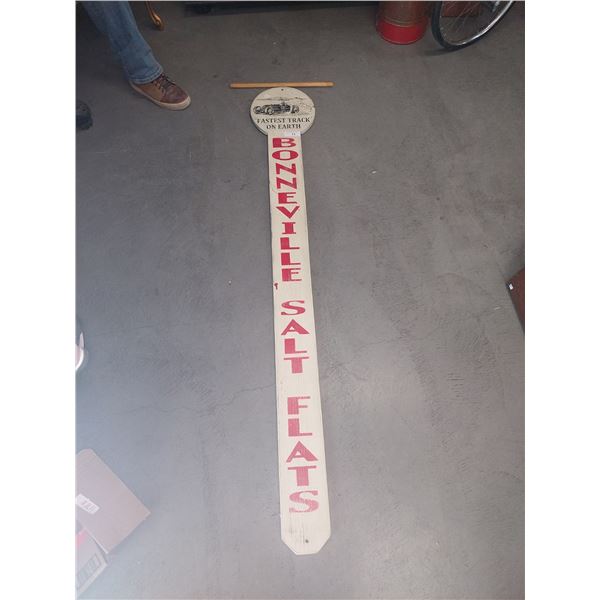 FASTEST TRACK
ON EARTH
BONNEVILLE SALT FLATS